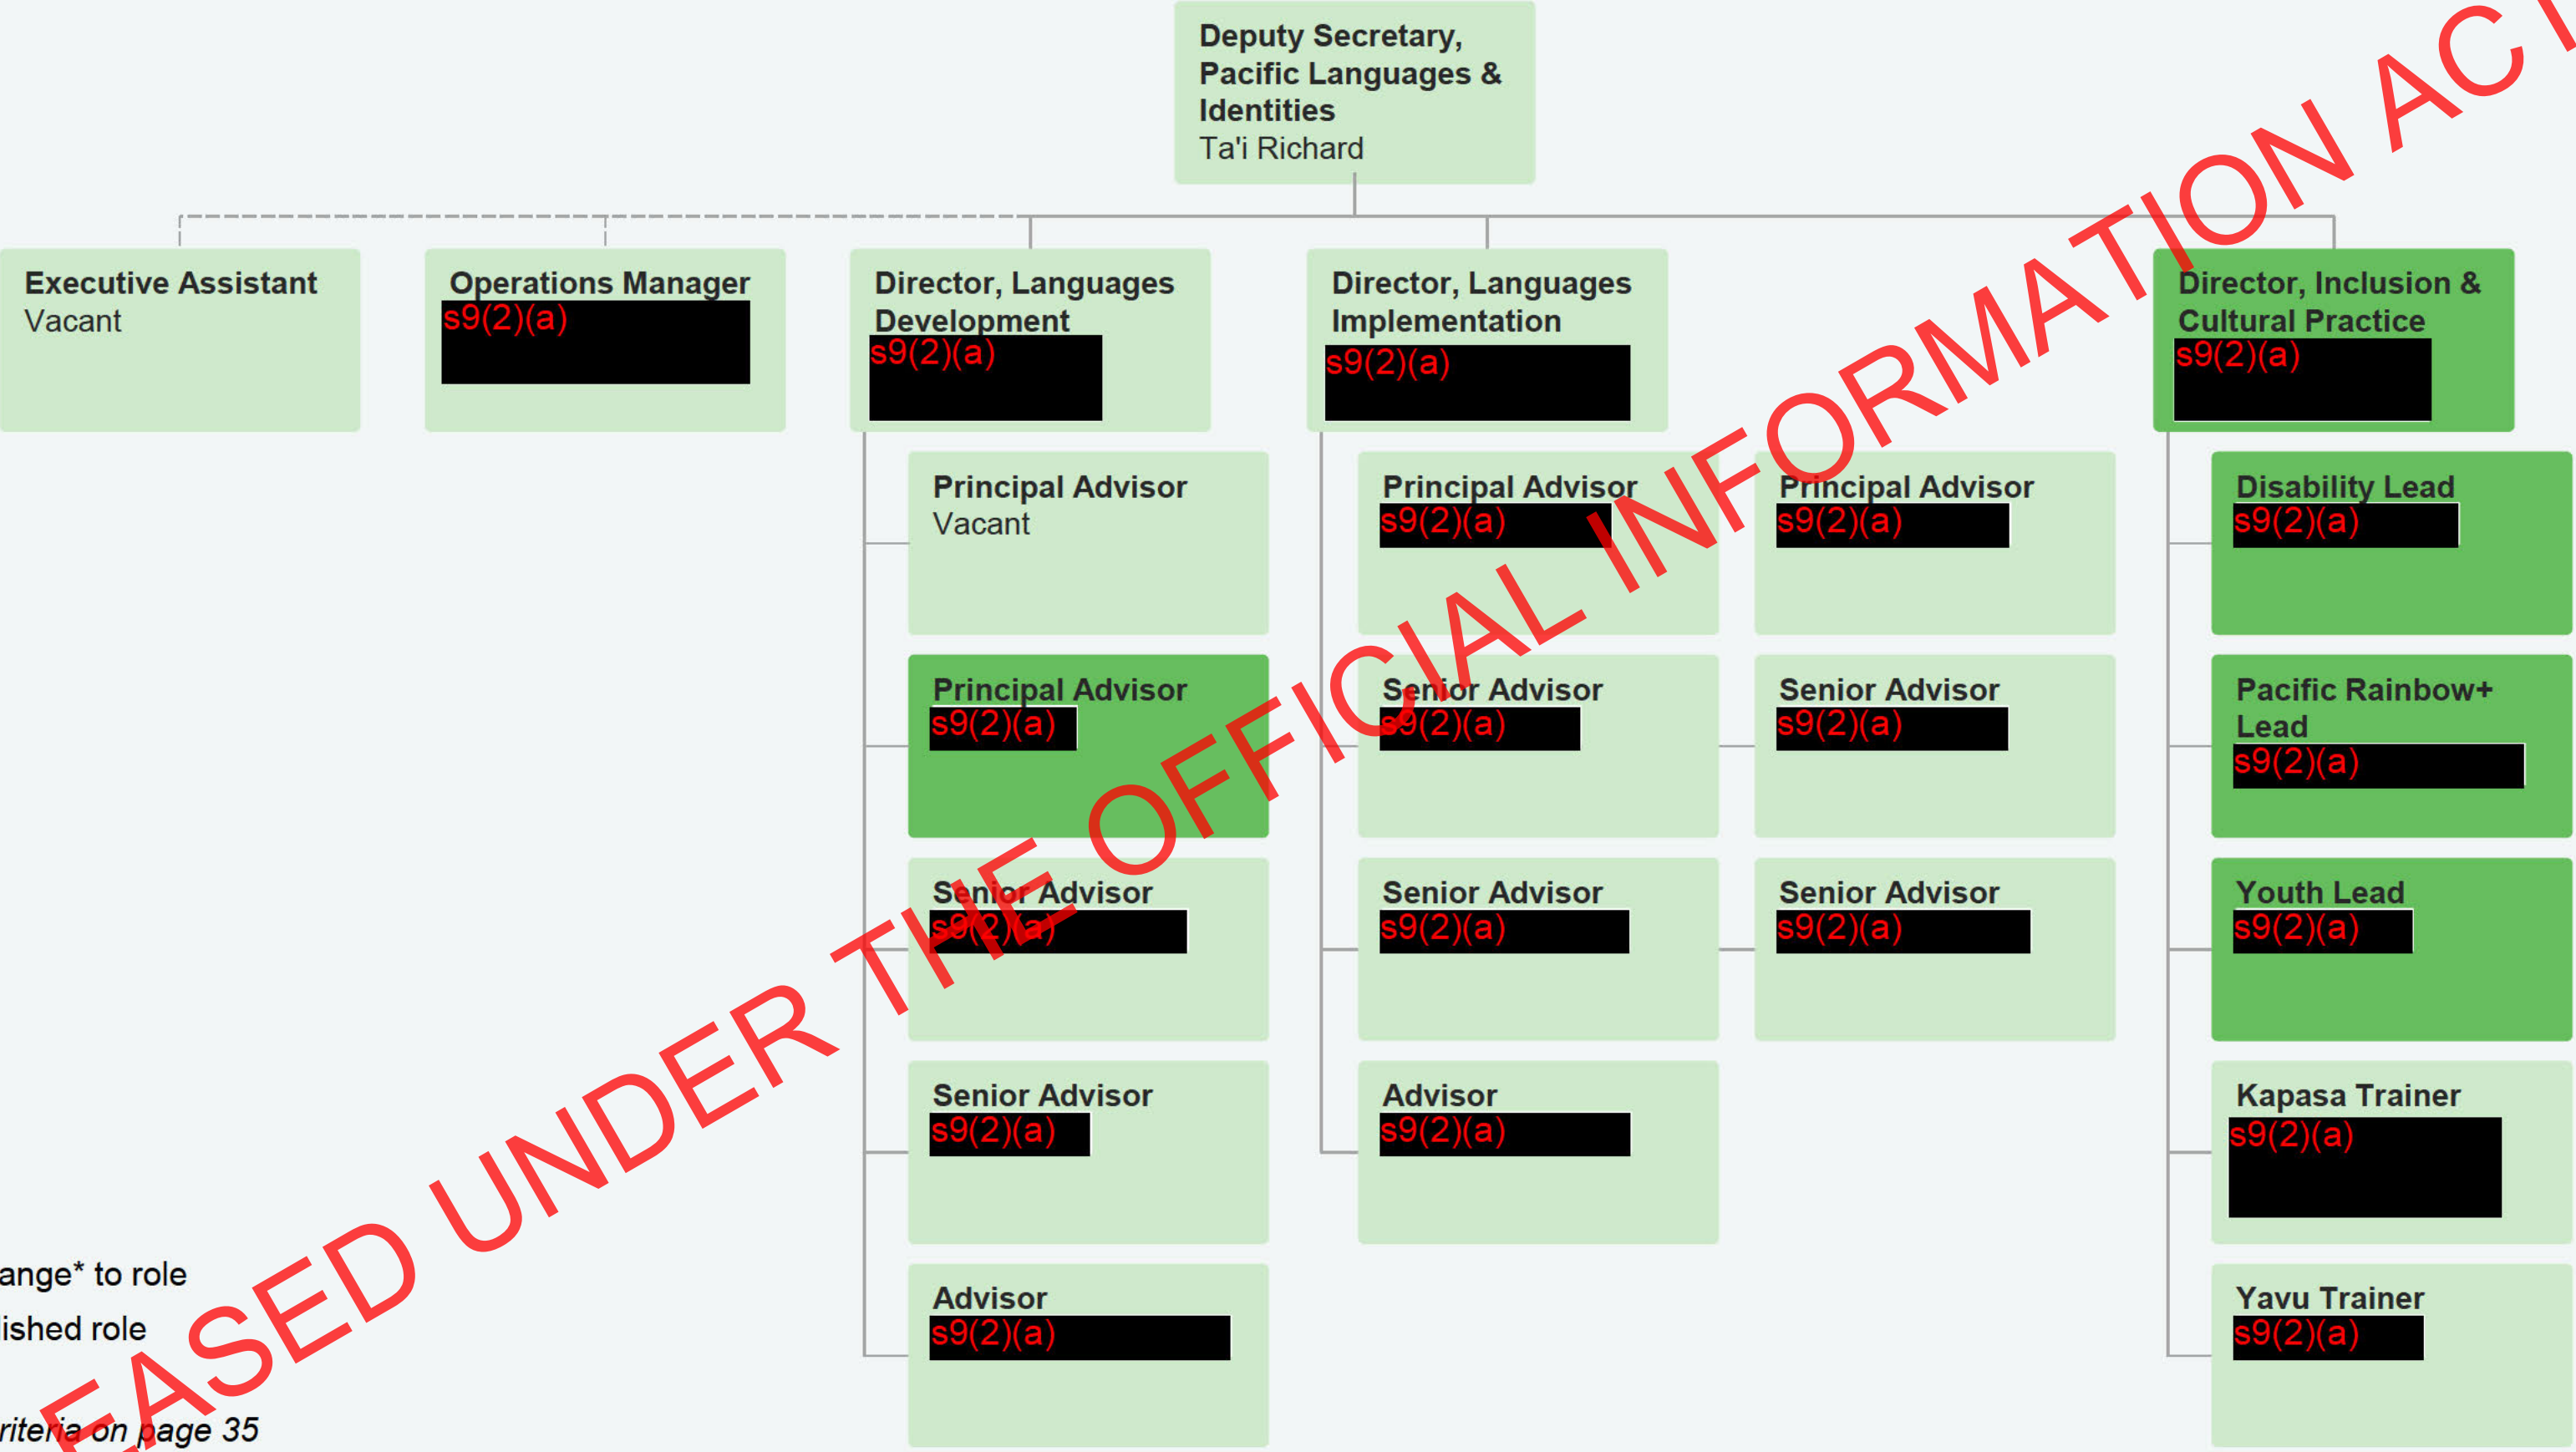 Deputy Secretary,
Pacific Languages &
Identities
Ta'i Richard
Executive Assistant
Vacant
Operations Manager
s9(2)(a)
Director, Languages
Development
s9(2)(a)
Director, Languages
Implementation
s9(2)(a)
Director, Inclusion &
Cultural Practice
s9(2)(a)
Principal Advisor
Vacant
Principal Advisor
s9(2)(a)
Senior Advisor
s9(2)(a)
Senior Advisor
s9(2)(a)
Advisor
s9(2)(a)
Principal Advisor
s9(2)(a)
Senior Advisor
s9(2)(a)
Senior Advisor
s9(2)(a)
Advisor
s9(2)(a)
Principal Advisor
s9(2)(a)
Senior Advisor
s9(2)(a)
Senior Advisor
s9(2)(a)
Disability Lead
s9(2)(a)
Pacific Rainbow+
Lead
s9(2)(a)
Youth Lead
s9(2)(a)
Kapasa Trainer
s9(2)(a)
Yavu Trainer
s9(2)(a)
ange* to role
lished role
riteria on page 35
EASED UNDER THE OFFICIAL INFORMATION ACT